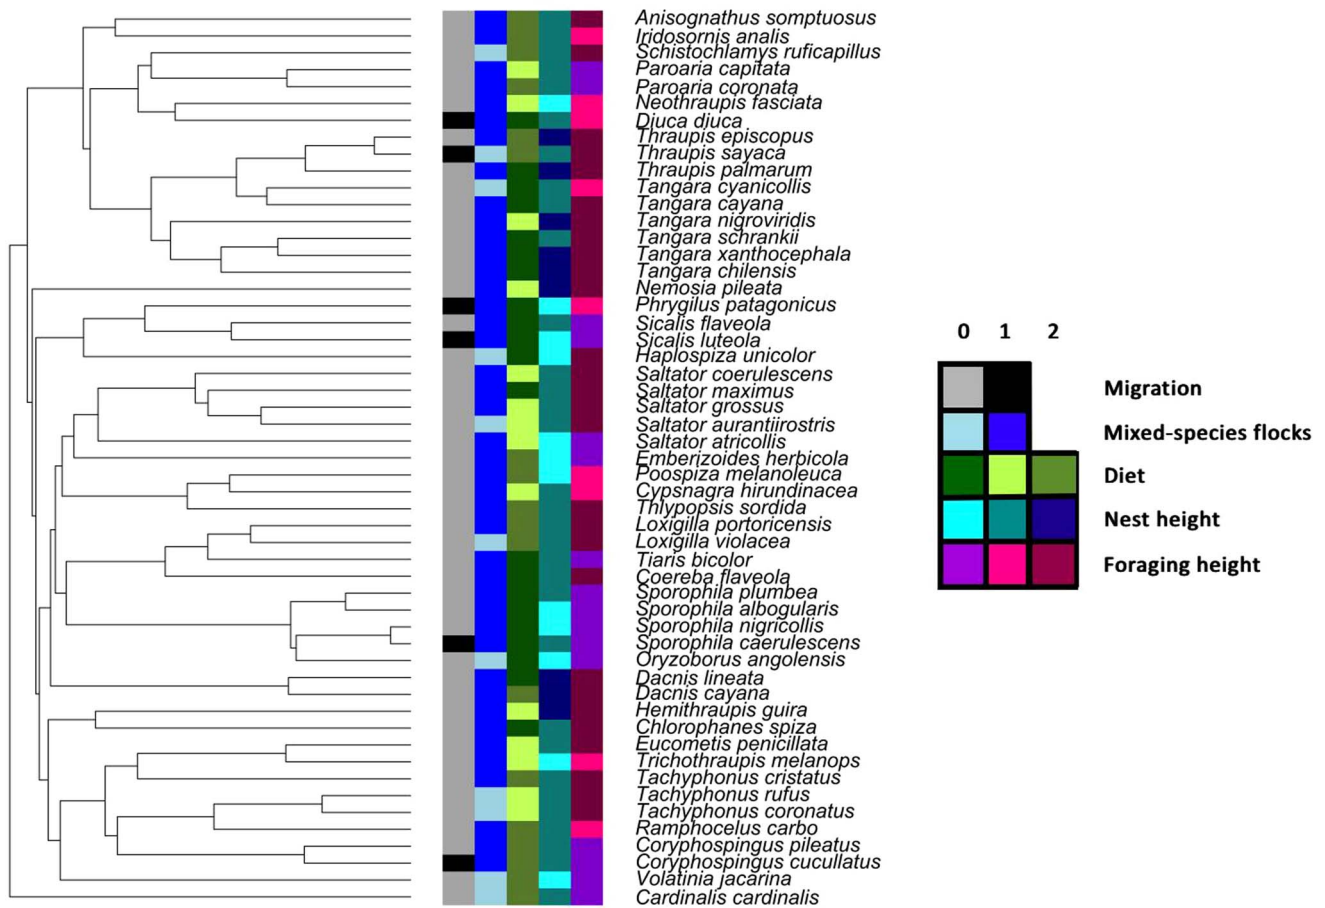 Anisognathus somptuosus
Iridosornis analis
Schistochlamys ruficapillus
Paroaria capitata
Paroaria coronata
Neothraupis fasciata
Diuca diuca
Thraupis episcopus
Thraupis sayaca
Thraupis palmarum
Tangara cyanicollis
Tangara cayana
Tangara nigroviridis
Tangara schrankii
Tangara xanthocephala
Tangara chilensis
Nemosia pileata
Phrygilus patagonicus
Sicalis flaveola
Sicalis luteola
Haplospiza unicolor
Saltator coerulescens
Saltator maximus
Saltator grossus
Saltator aurantiirostris
Saltator atricollis
Emberizoides herbicola
Poospiza melanoleuca
Cypsnagra hirundinacea
Thlypopsis sordida
Loxigilla portoricensis
Loxigilla violacea
Tiaris bicolor
Coereba flaveola
Sporophila plumbea
Sporophila albogularis
Sporophila nigricollis
Sporophila caerulescens
Oryzoborus angolensis
Dacnis lineata
Dacnis cayana
Hemithraupis guira
Chlorophanes spiza
Eucometis penicillata
Trichothraupis melanops
Tachyphonus cristatus
Tachyphonus rufus
Tachyphonus coronatus
Ramphocelus carbo
Coryphospingus pileatus
Coryphospingus cucullatus
Volatinia jacarina
Cardinalis cardinalis
0 1 2
Migration
Mixed-species flocks
Diet
Nest height
Foraging height